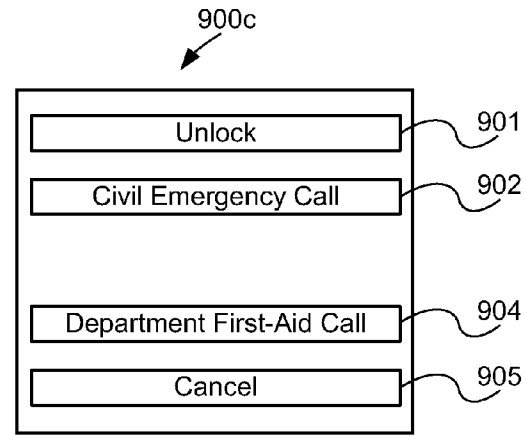 900c
Unlock
901
Civil Emergency Call
902
Department First-Aid Call
904
Cancel
905